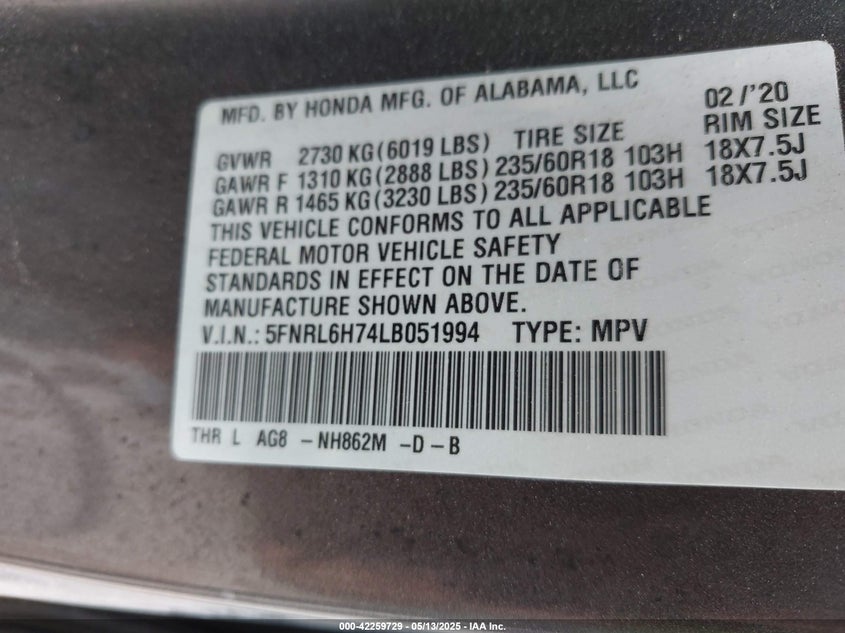 MFD. BY HONDA MFG. OF ALABAMA, LLC 02/'20
GVWR 2730 KG(6019 LBS) TIRE SIZE RIM SIZE
GAWR F 1310 KG(2888 LBS) 235/60R18 103H 18X7.5J
GAWR R 1465 KG(3230 LBS) 235/60R18 103H 18X7.5J
THIS VEHICLE CONFORMS TO ALL APPLICABLE
FEDERAL MOTOR VEHICLE SAFETY
STANDARDS IN EFFECT ON THE DATE OF
MANUFACTURE SHOWN ABOVE.
V.I.N.: 5FNRL6H74LB051994 TYPE: MPV
THR L AG8 -NH862M -D-B
000-42259729 - 05/13/2025 - IAA Inc.